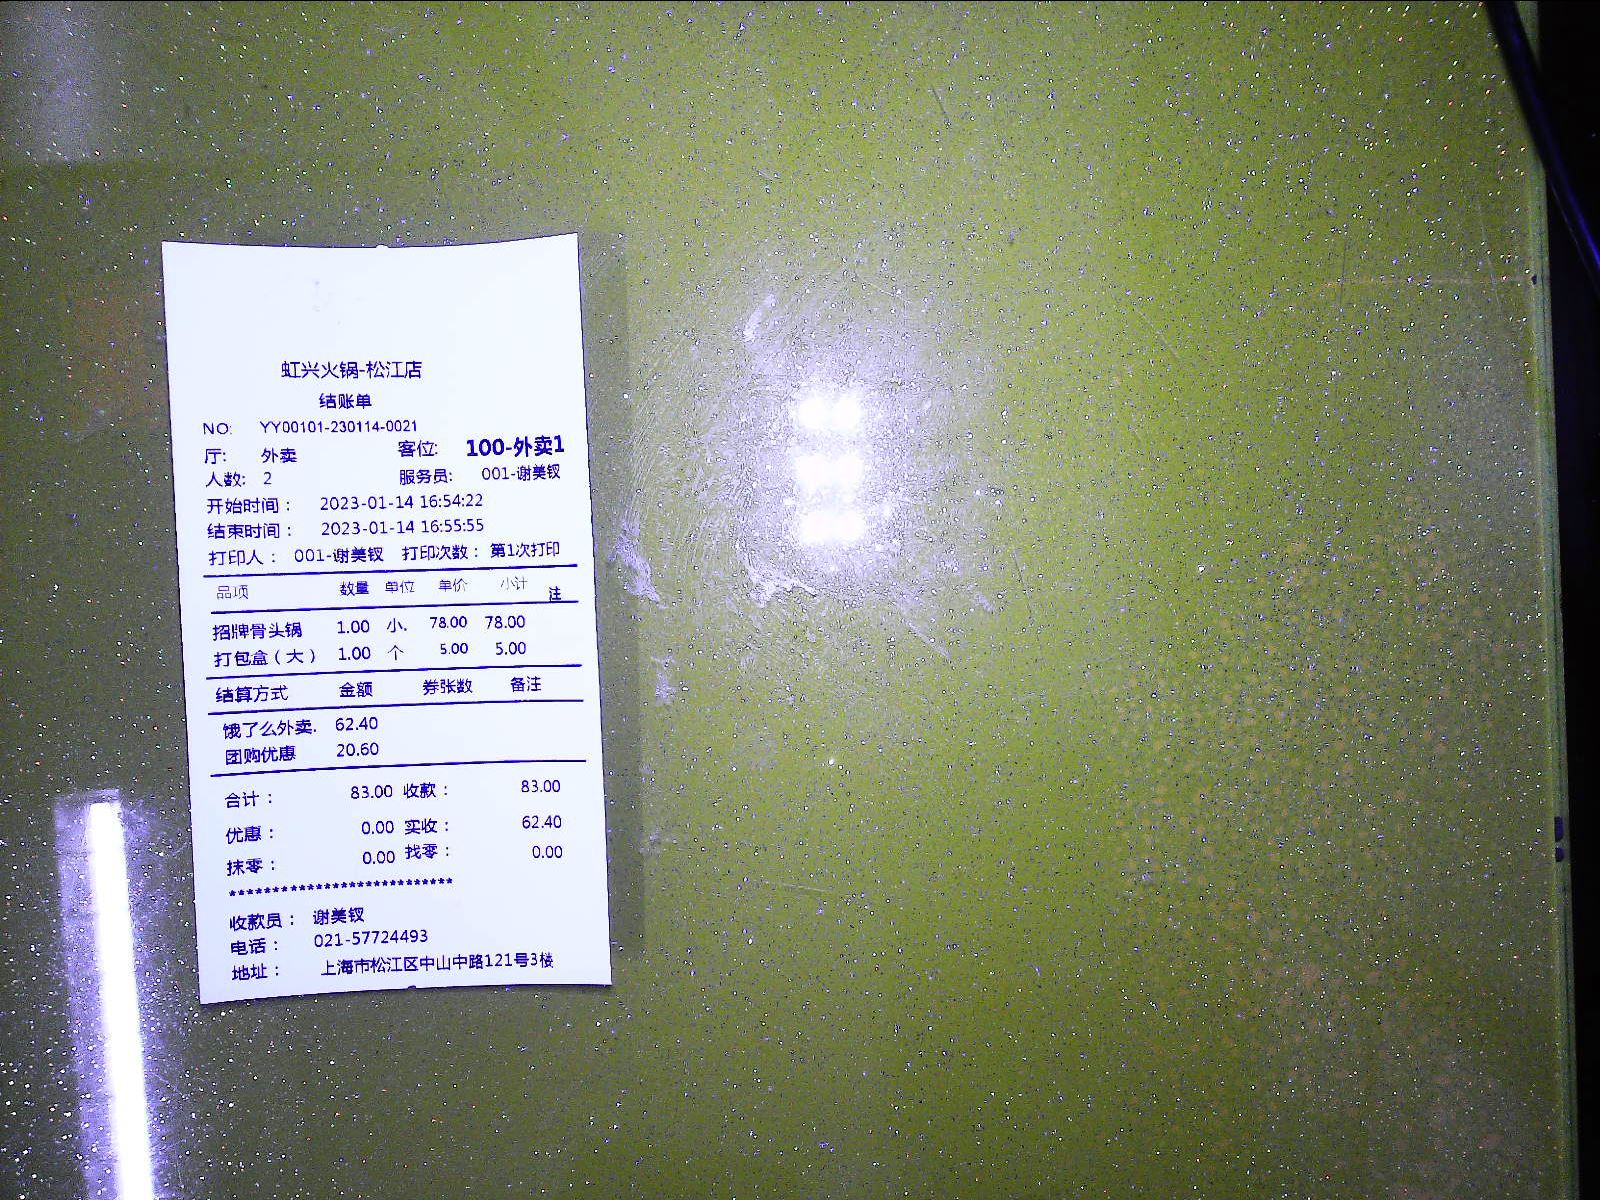 虹兴火锅-松江店
结账单
NO: YY00101-230114-0021
厅: 外卖 客位: 100-外卖1
人数: 2 服务员: 001-谢美钗
开始时间： 2023-01-14 16:54:22
结束时间： 2023-01-14 16:55:55
打印人： 001-谢美钗 打印次数： 第1次打印
品项 数量 单位 单价 小计 注
招牌骨头锅 1.00 小. 78.00 78.00
打包盒（大） 1.00 个 5.00 5.00
结算方式 金额 券张数 备注
饿了么外卖. 62.40
团购优惠 20.60
合计： 83.00 收款： 83.00
优惠： 0.00 实收： 62.40
抹零： 0.00 找零： 0.00
***************************
收款员： 谢美钗
电话： 021-57724493
地址： 上海市松江区中山中路121号3楼